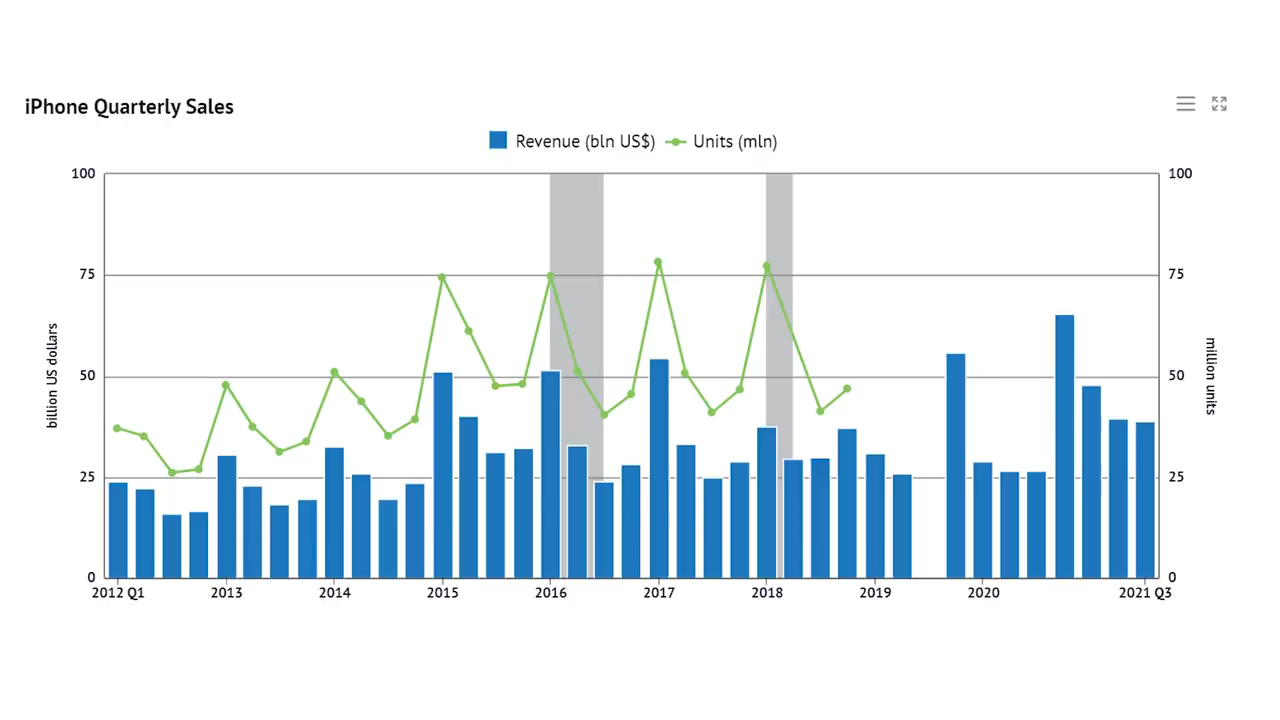 iPhone Quarterly Sales
Revenue (bln US$) Units (mln)
100 100
75 75
50 50
25 25
0 0
billion US dollars
million units
2012 Q1 2013 2014 2015 2016 2017 2018 2019 2020 2021 Q3